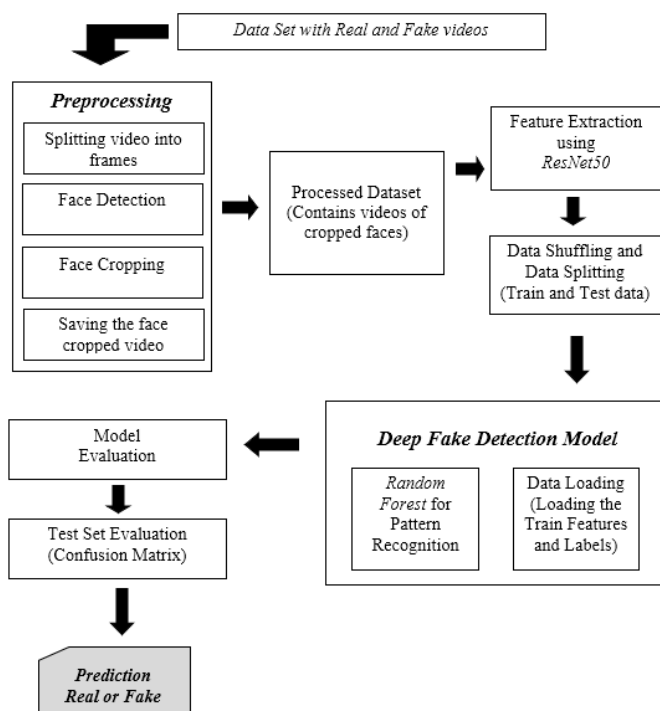 Data Set with Real and Fake videos
Preprocessing
Splitting video into
frames
Face Detection
Face Cropping
Saving the face
cropped video
Processed Dataset
(Contains videos of
cropped faces)
Feature Extraction
using
ResNet50
Data Shuffling and
Data Splitting
(Train and Test data)
Deep Fake Detection Model
Random
Forest for
Pattern
Recognition
Data Loading
(Loading the
Train Features
and Labels)
Model
Evaluation
Test Set Evaluation
(Confusion Matrix)
Prediction
Real or Fake